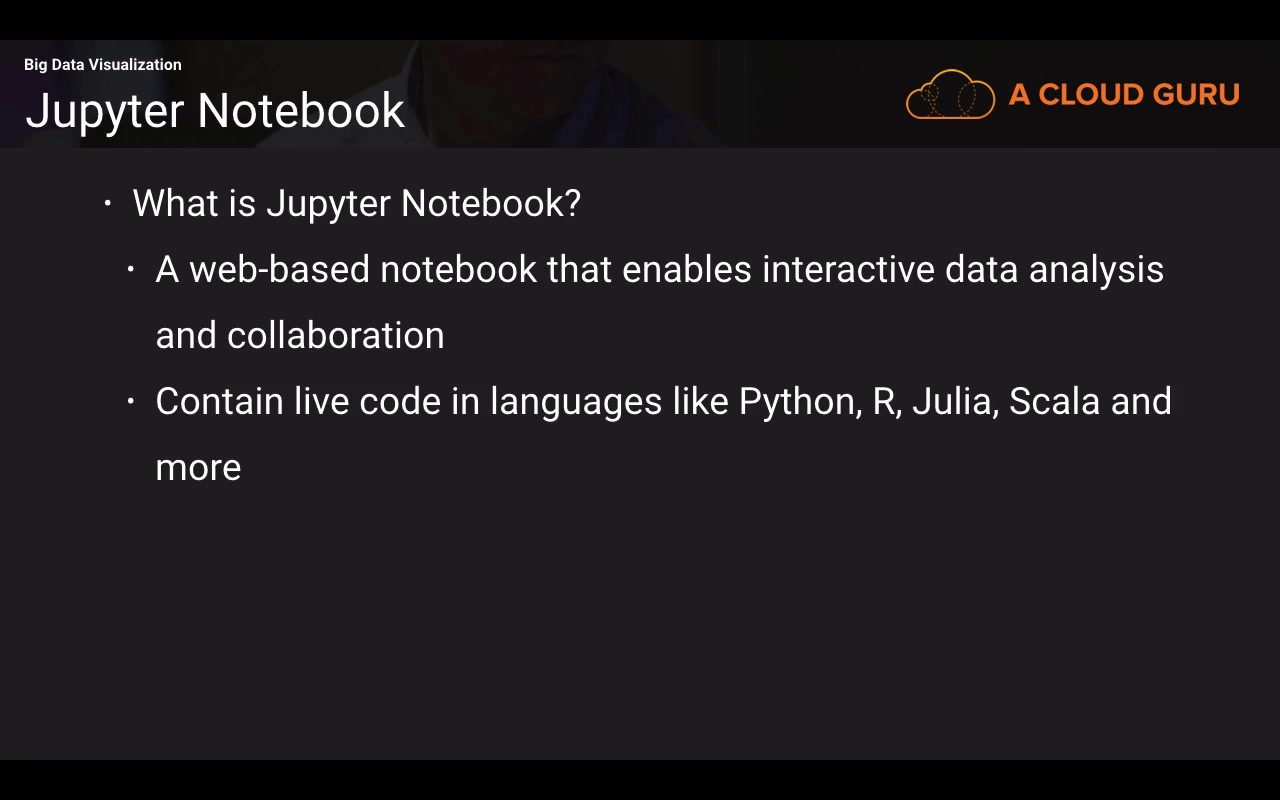 Big Data Visualization
Jupyter Notebook
A CLOUD GURU
• What is Jupyter Notebook?
• A web-based notebook that enables interactive data analysis
and collaboration
• Contain live code in languages like Python, R, Julia, Scala and
more